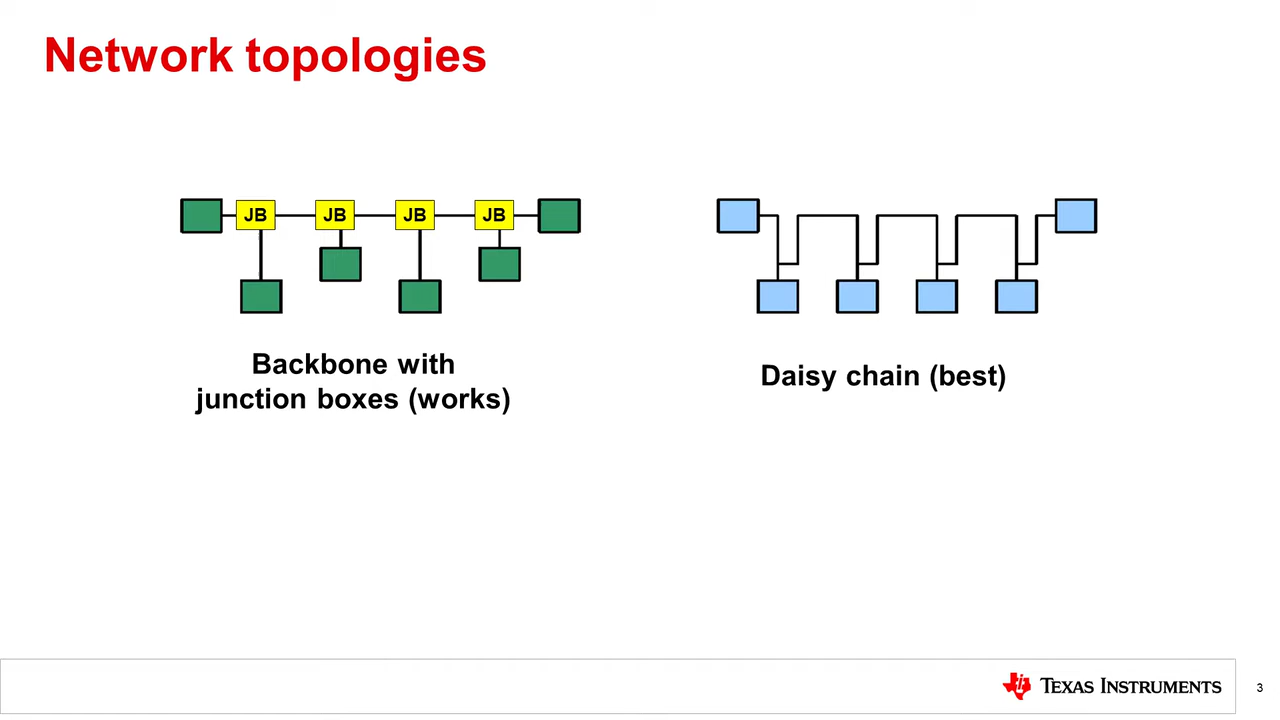 Network topologies
JB JB JB JB
Backbone with
junction boxes (works)
Daisy chain (best)
TEXAS INSTRUMENTS
3